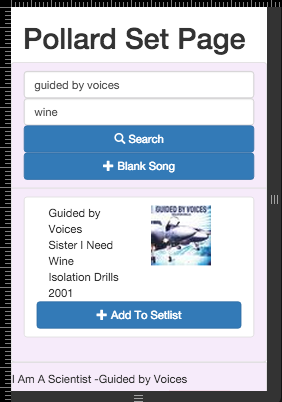 Pollard Set Page
guided by voices
wine
Search
Blank Song
Guided by
Voices
Sister I Need
Wine
Isolation Drills
2001
GUIDED BY VOICES
Add To Setlist
I Am A Scientist -Guided by Voices